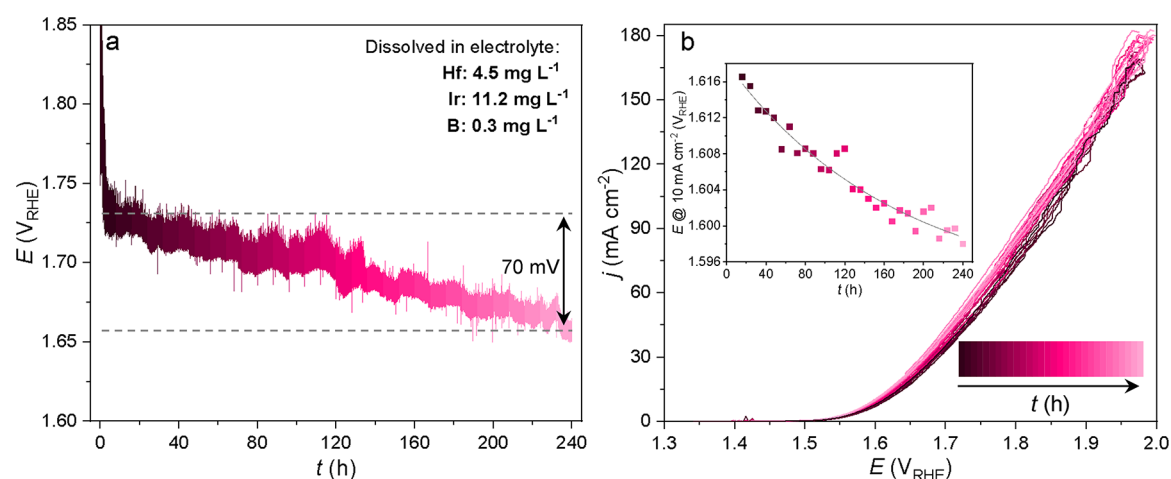 a
Dissolved in electrolyte:
Hf: 4.5 mg L⁻¹
Ir: 11.2 mg L⁻¹
B: 0.3 mg L⁻¹
70 mV
1.85
1.80
1.75
1.70
1.65
1.60
E (V_RHE)
0 40 80 120 160 200 240
t (h)
b
180
150
120
90
60
30
0
j (mA cm⁻²)
1.3 1.4 1.5 1.6 1.7 1.8 1.9 2.0
E (V_RHE)
1.616
1.612
1.608
1.604
1.600
1.596
E @ 10 mA cm⁻² (V_RHE)
0 40 80 120 160 200 240
t (h)
t (h)